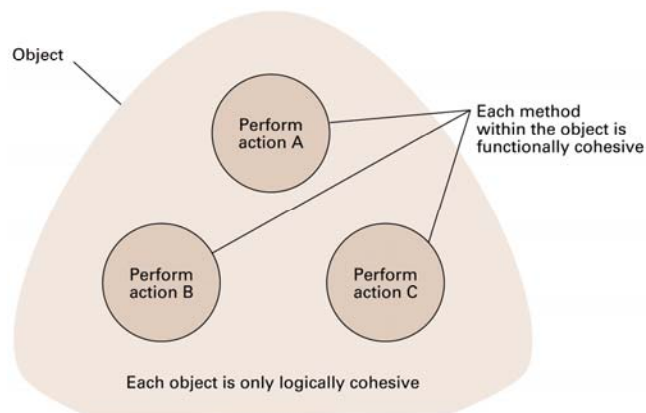 Object
Perform
action A
Each method
within the object is
functionally cohesive
Perform
action B
Perform
action C
Each object is only logically cohesive